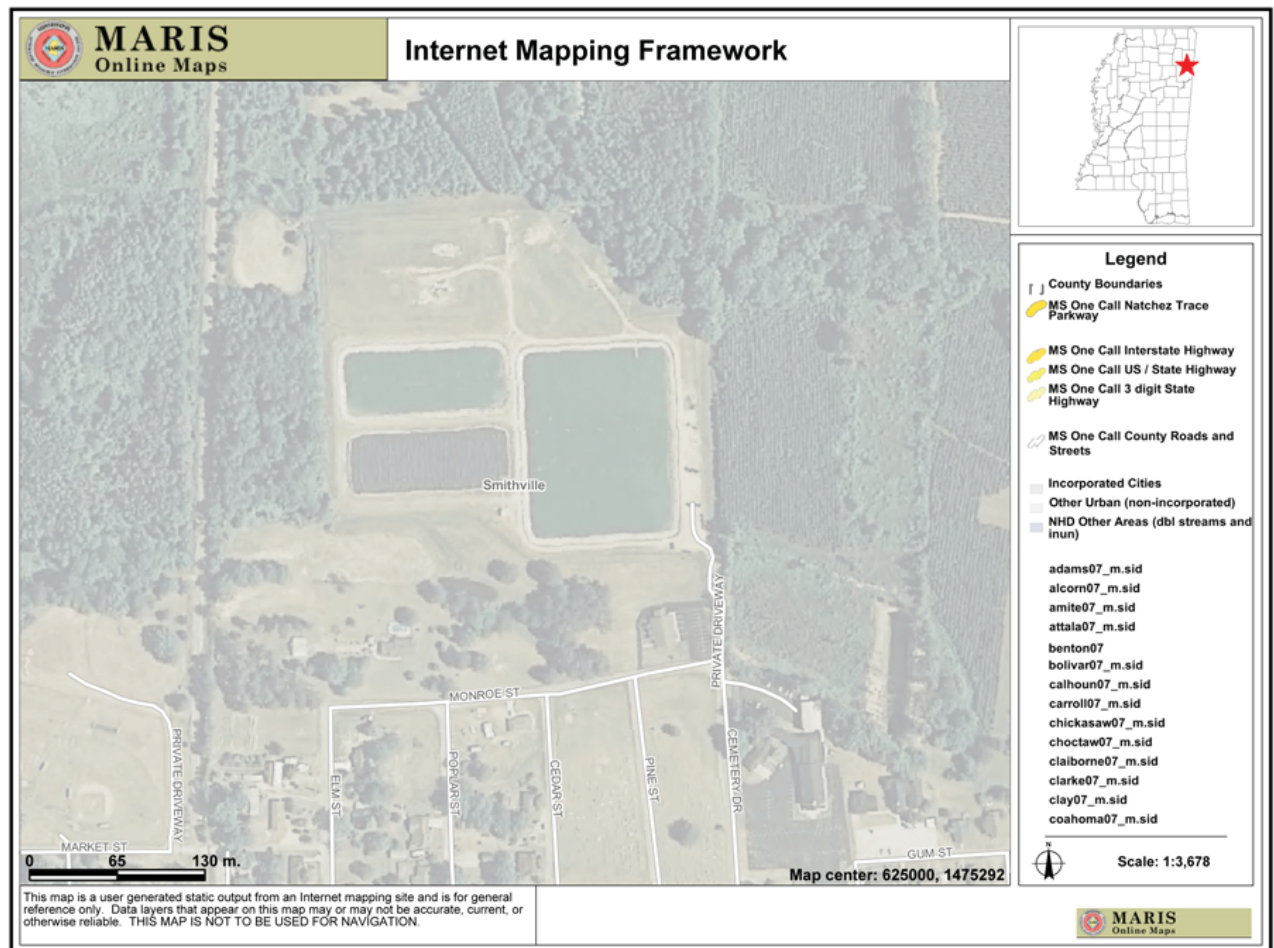 MARIS
Online Maps
Internet Mapping Framework
Smithville
PRIVATE DRIVEWAY
MONROE ST
PRIVATE DRIVEWAY
ELM ST
POPLAR ST
CEDAR ST
PINE ST
CEMETERY DR
MARKET ST
GUM ST
0 65 130 m.
Map center: 625000, 1475292
Legend
County Boundaries
MS One Call Natchez Trace
Parkway
MS One Call Interstate Highway
MS One Call US / State Highway
MS One Call 3 digit State
Highway
MS One Call County Roads and
Streets
Incorporated Cities
Other Urban (non-incorporated)
NHD Other Areas (dbl streams and
inun)
adams07_m.sid
alcorn07_m.sid
amite07_m.sid
attala07_m.sid
benton07
bolivar07_m.sid
calhoun07_m.sid
carroll07_m.sid
chickasaw07_m.sid
choctaw07_m.sid
claiborne07_m.sid
clarke07_m.sid
clay07_m.sid
coahoma07_m.sid
N
Scale: 1:3,678
This map is a user generated static output from an Internet mapping site and is for general
reference only. Data layers that appear on this map may or may not be accurate, current, or
otherwise reliable. THIS MAP IS NOT TO BE USED FOR NAVIGATION.
MARIS
Online Maps